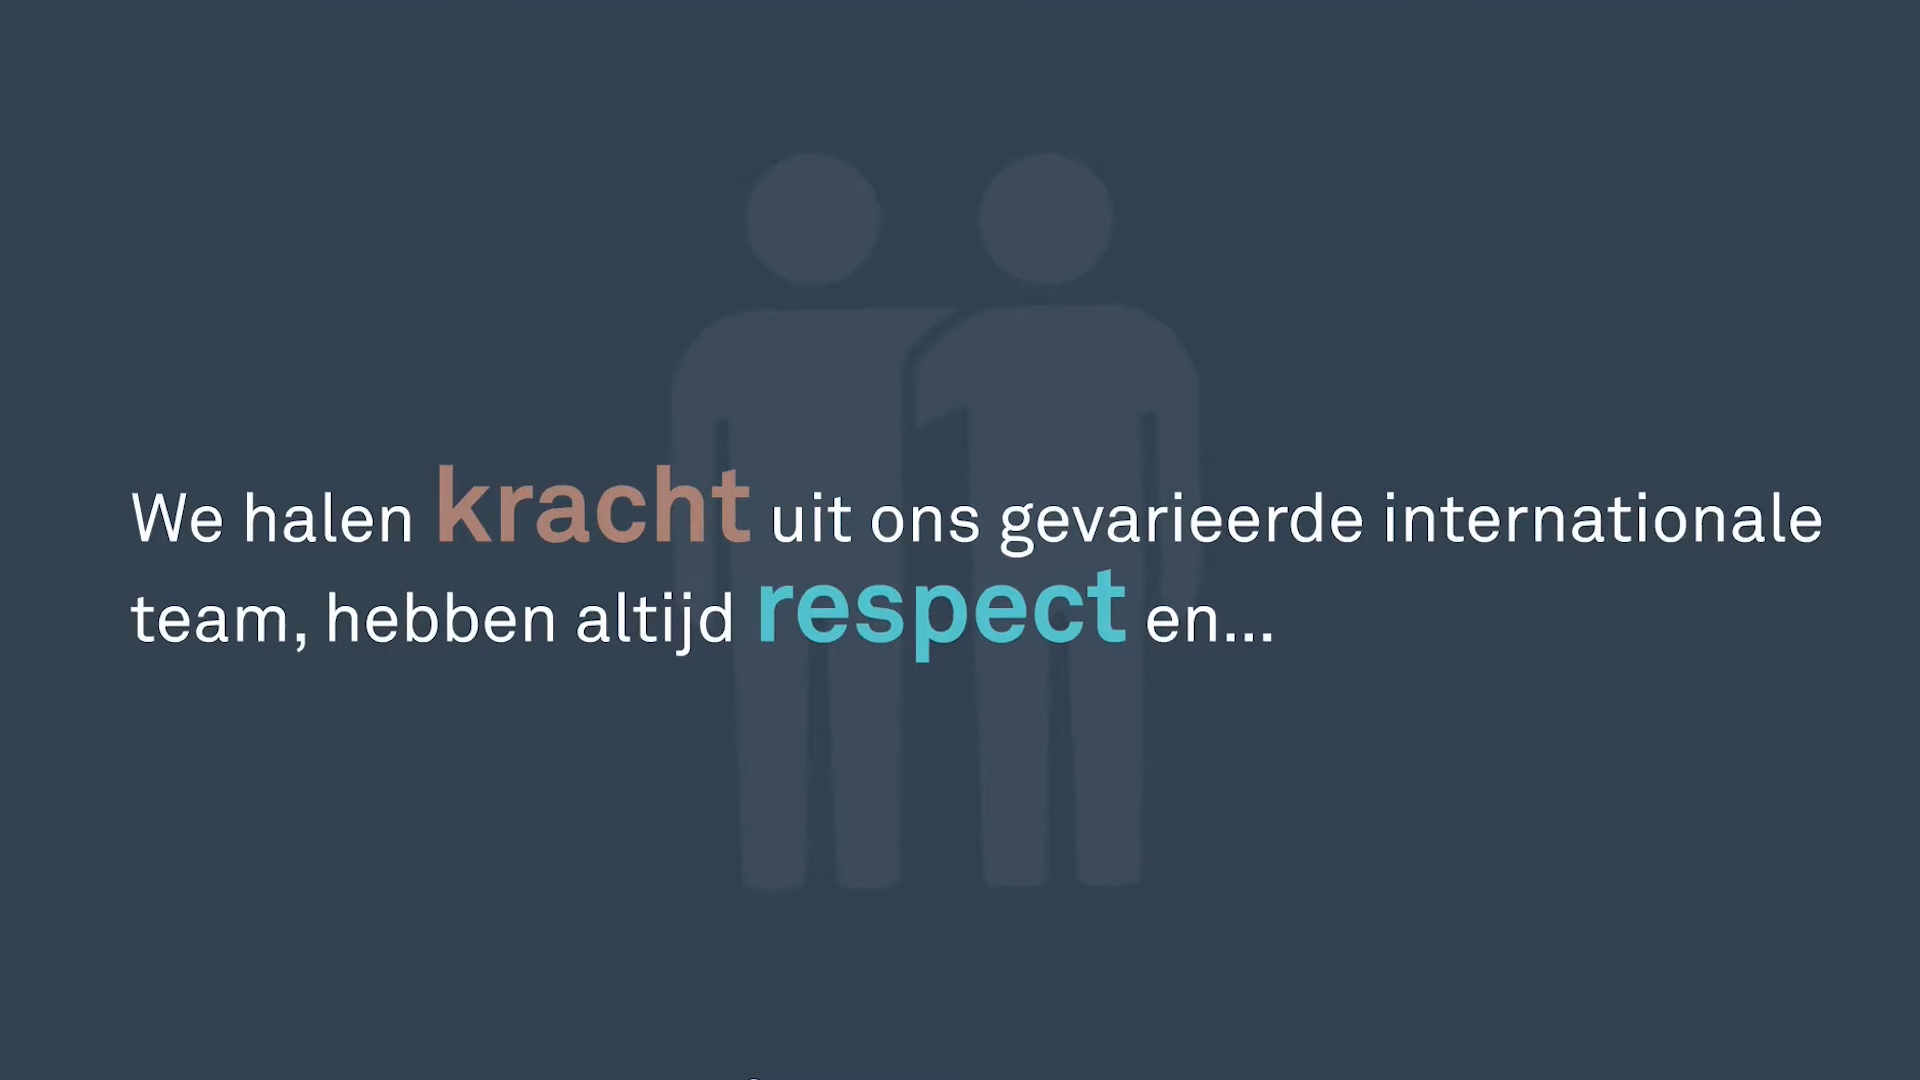 We halen kracht uit ons gevarieerde internationale
team, hebben altijd respect en...